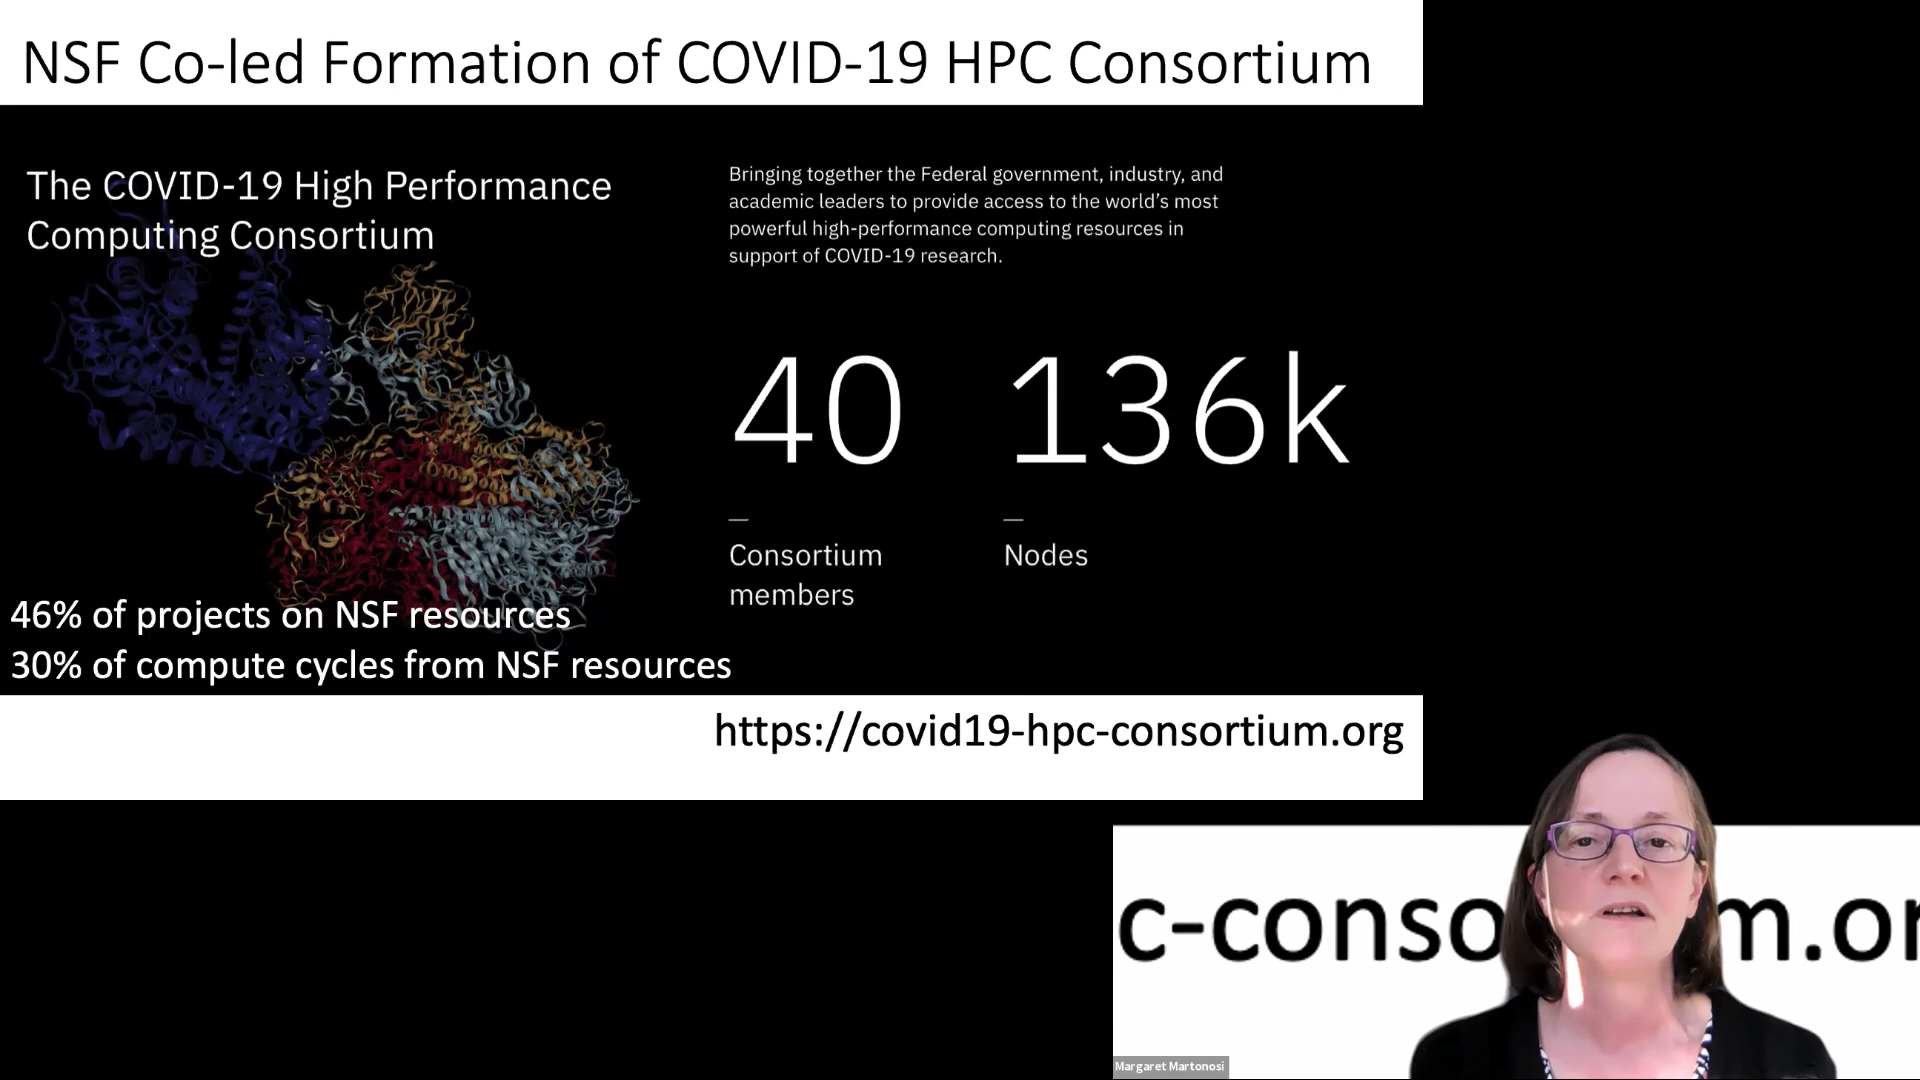 NSF Co-led Formation of COVID-19 HPC Consortium
The COVID-19 High Performance
Computing Consortium
Bringing together the Federal government, industry, and
academic leaders to provide access to the world's most
powerful high-performance computing resources in
support of COVID-19 research.
40
136k
Consortium
members
Nodes
46% of projects on NSF resources
30% of compute cycles from NSF resources
https://covid19-hpc-consortium.org
c-conso m.or
Margaret Martonosi